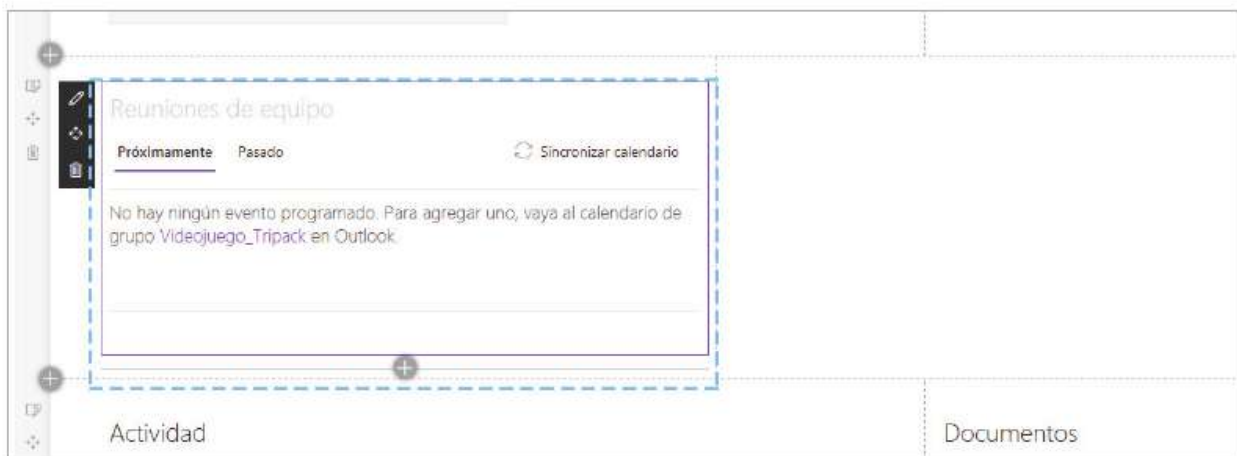 Reuniones de equipo
Próximamente Pasado Sincronizar calendario
No hay ningún evento programado. Para agregar uno, vaya al calendario de
grupo Videojuego_Tripack en Outlook.
Actividad Documentos